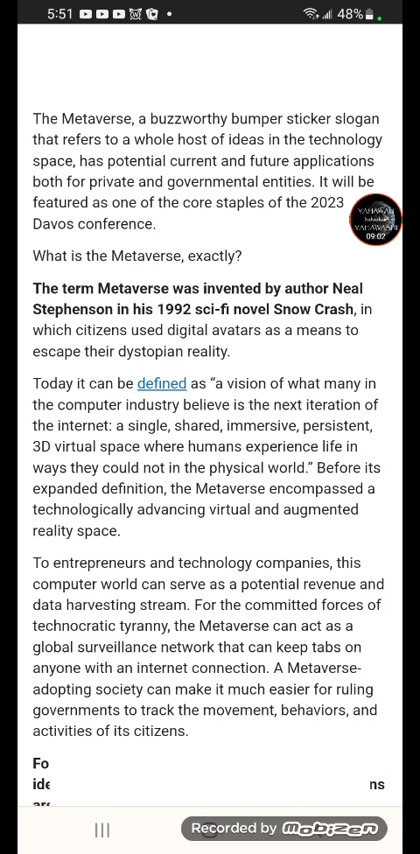 5:51
48%
The Metaverse, a buzzworthy bumper sticker slogan
that refers to a whole host of ideas in the technology
space, has potential current and future applications
both for private and governmental entities. It will be
featured as one of the core staples of the 2023
Davos conference.
YAHAWAH
YAHAWASHI
09:02
What is the Metaverse, exactly?
The term Metaverse was invented by author Neal
Stephenson in his 1992 sci-fi novel Snow Crash, in
which citizens used digital avatars as a means to
escape their dystopian reality.
Today it can be defined as “a vision of what many in
the computer industry believe is the next iteration of
the internet: a single, shared, immersive, persistent,
3D virtual space where humans experience life in
ways they could not in the physical world.” Before its
expanded definition, the Metaverse encompassed a
technologically advancing virtual and augmented
reality space.
To entrepreneurs and technology companies, this
computer world can serve as a potential revenue and
data harvesting stream. For the committed forces of
technocratic tyranny, the Metaverse can act as a
global surveillance network that can keep tabs on
anyone with an internet connection. A Metaverse-
adopting society can make it much easier for ruling
governments to track the movement, behaviors, and
activities of its citizens.
Fo
ide ns
Recorded by mobizen